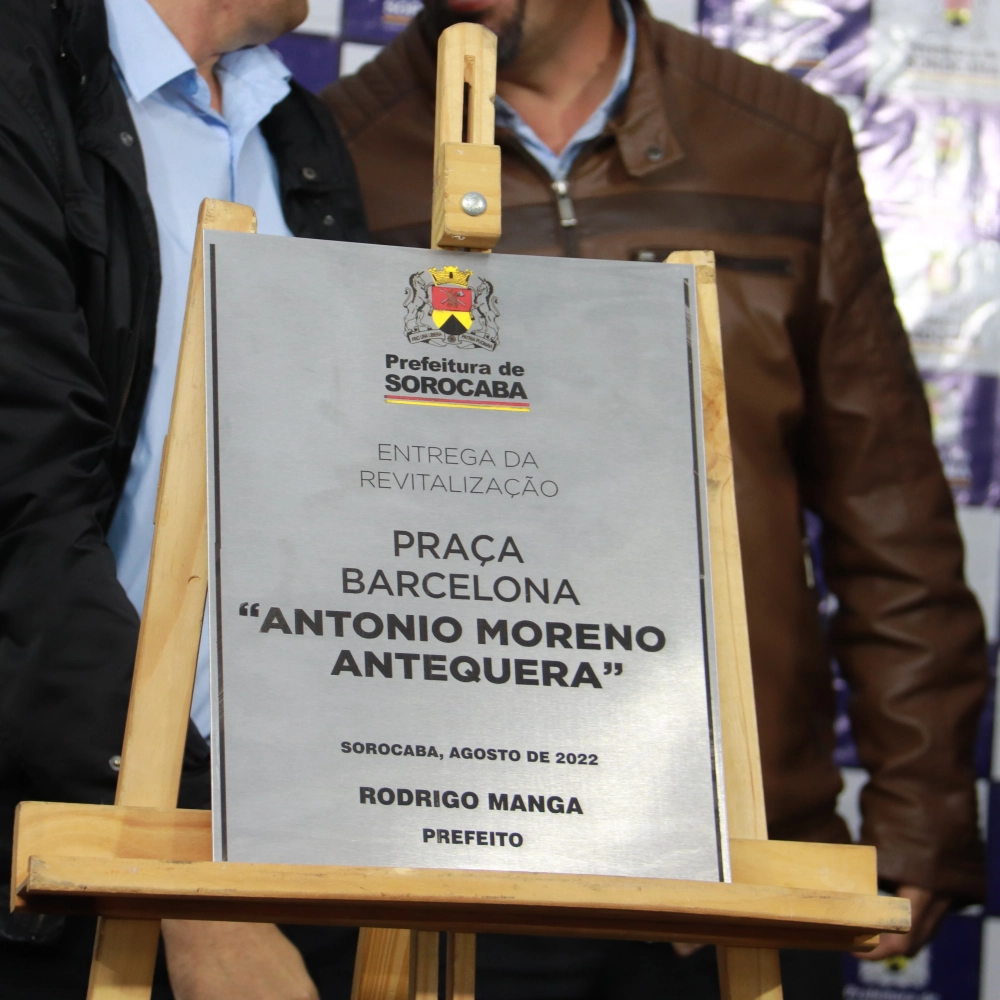 Prefeitura de
SOROCABA
ENTREGA DA
REVITALIZAÇÃO
PRAÇA
BARCELONA
“ANTONIO MORENO
ANTEQUERA”
SOROCABA, AGOSTO DE 2022
RODRIGO MANGA
PREFEITO